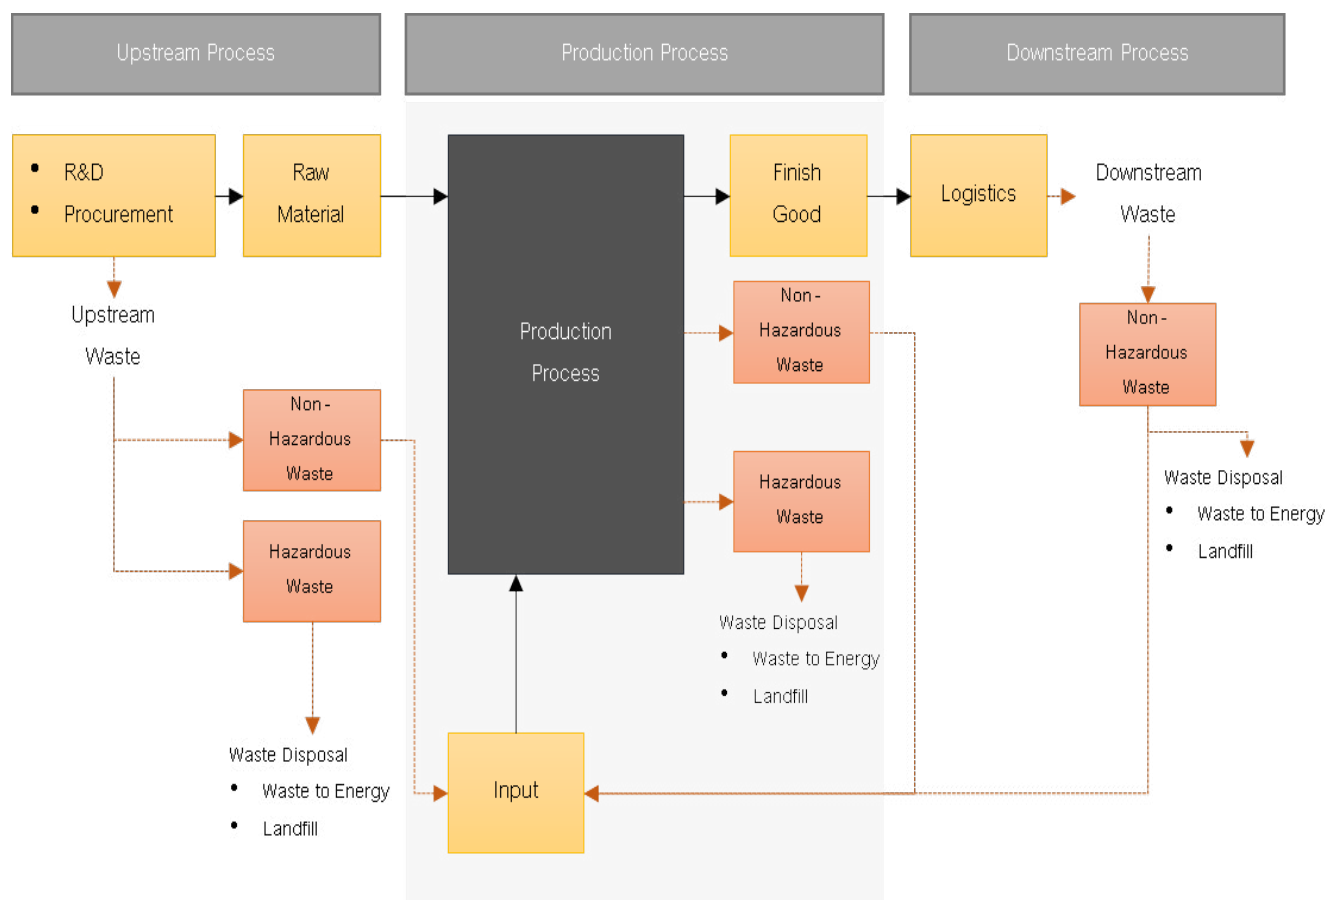 Upstream Process
Production Process
Downstream Process
• R&D
• Procurement
Raw
Material
Finish
Good
Logistics
Downstream
Waste
Upstream
Waste
Production
Process
Non -
Hazardous
Waste
Non -
Hazardous
Waste
Non -
Hazardous
Waste
Hazardous
Waste
Hazardous
Waste
Waste Disposal
• Waste to Energy
• Landfill
Waste Disposal
• Waste to Energy
• Landfill
Waste Disposal
• Waste to Energy
• Landfill
Input